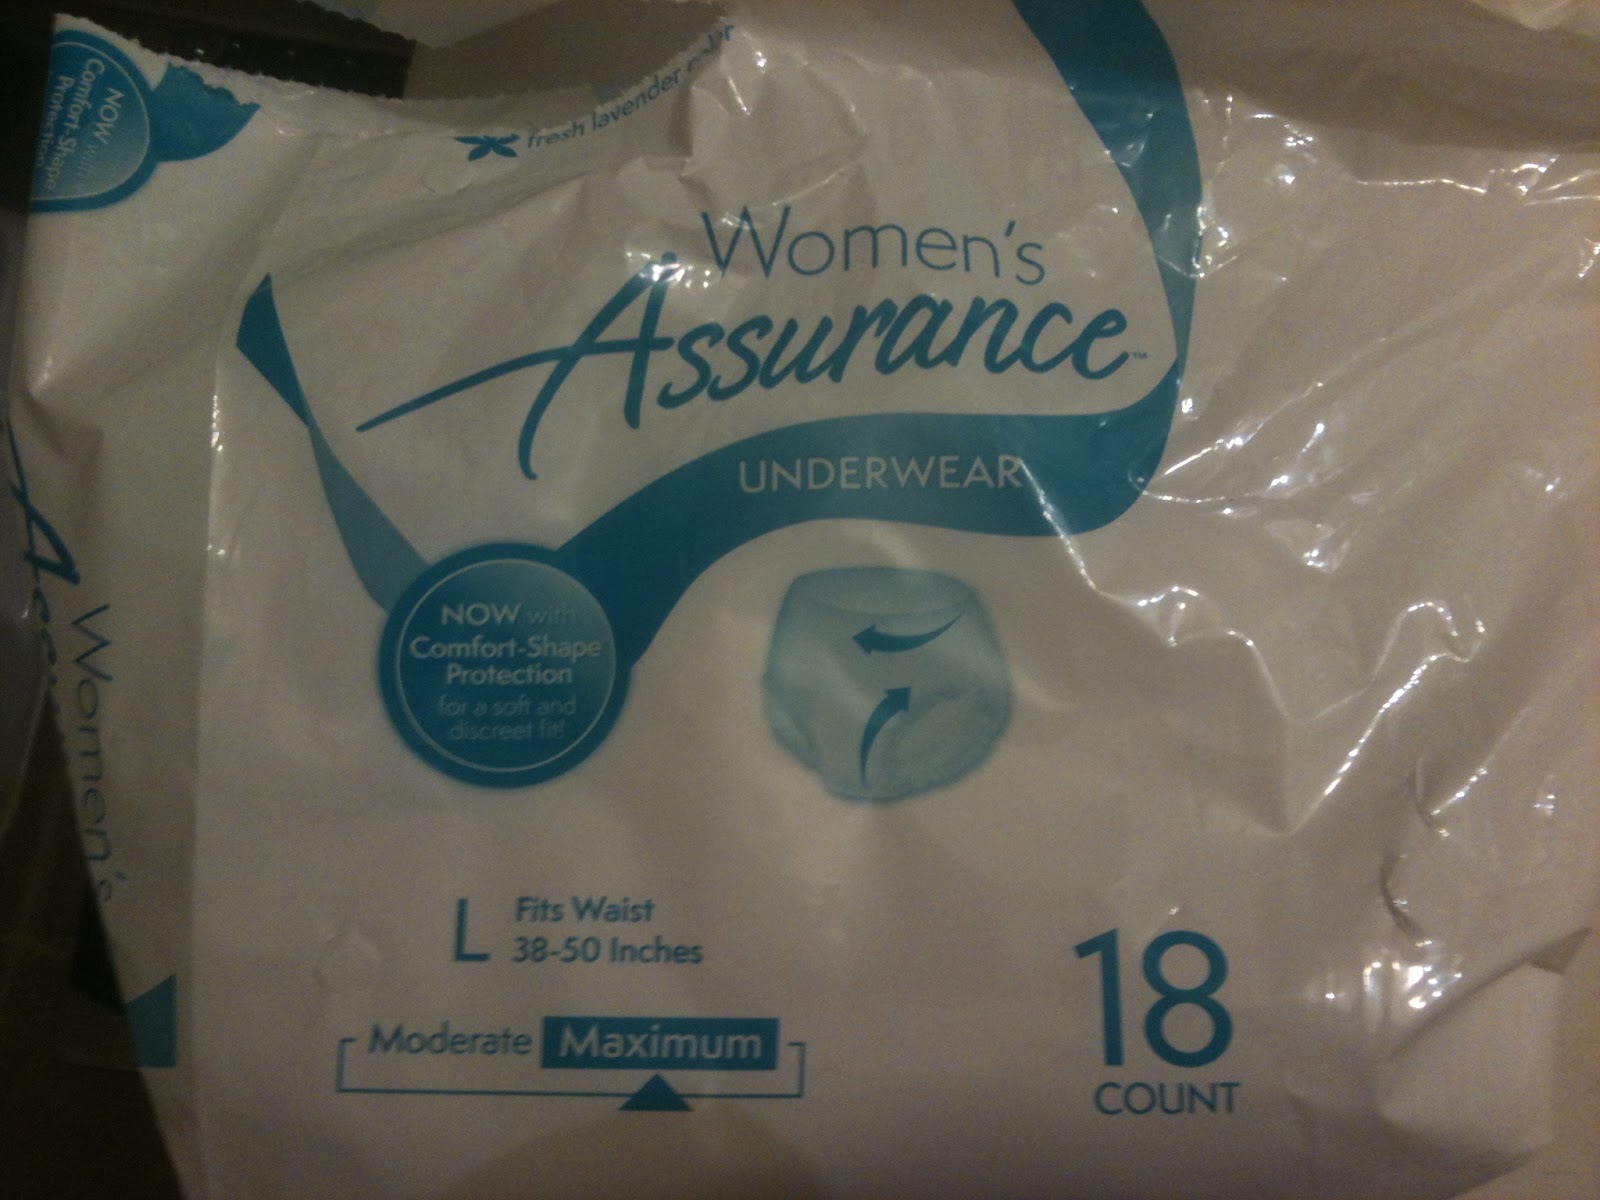 NOW with
Comfort-Shape
Protection
fresh lavender color
Women's
Assurance™
UNDERWEAR
NOW with
Comfort-Shape
Protection
for a soft and
discreet fit!
L Fits Waist
38-50 Inches
Moderate Maximum
18
COUNT
Women's